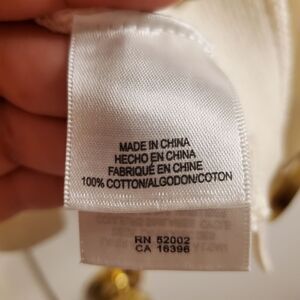 MADE IN CHINA
HECHO EN CHINA
FABRIQUÉ EN CHINE
100% COTTON/ALGODON/COTON
RN 52002
CA 16396